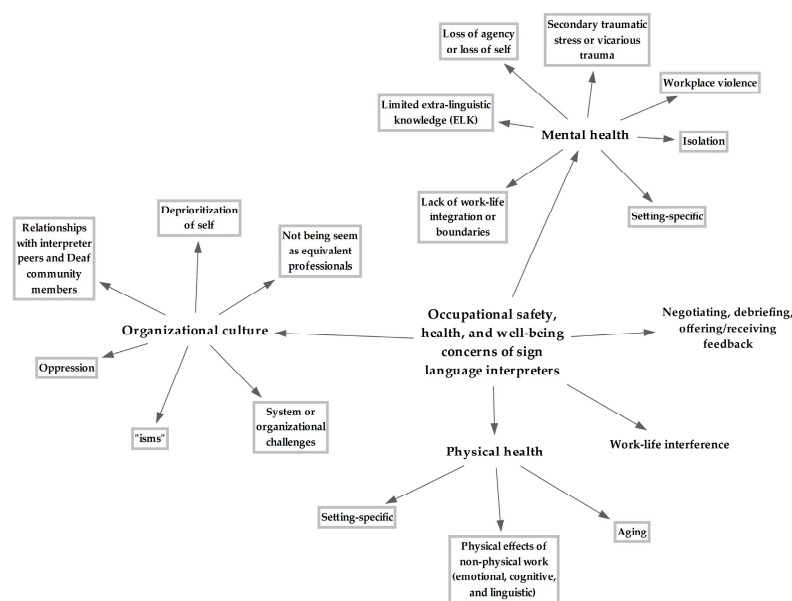 Loss of agency
or loss of self
Secondary traumatic
stress or vicarious
trauma
Workplace violence
Limited extra-linguistic
knowledge (ELK)
Mental health
Isolation
Lack of work-life
integration or
boundaries
Setting-specific
Relationships
with interpreter
peers and Deaf
community
members
Deprioritization
of self
Not being seem
as equivalent
professionals
Organizational culture
Occupational safety,
health, and well-being
concerns of sign
language interpreters
Negotiating, debriefing,
offering/receiving
feedback
Oppression
"isms"
System or
organizational
challenges
Work-life interference
Physical health
Setting-specific
Physical effects of
non-physical work
(emotional, cognitive,
and linguistic)
Aging